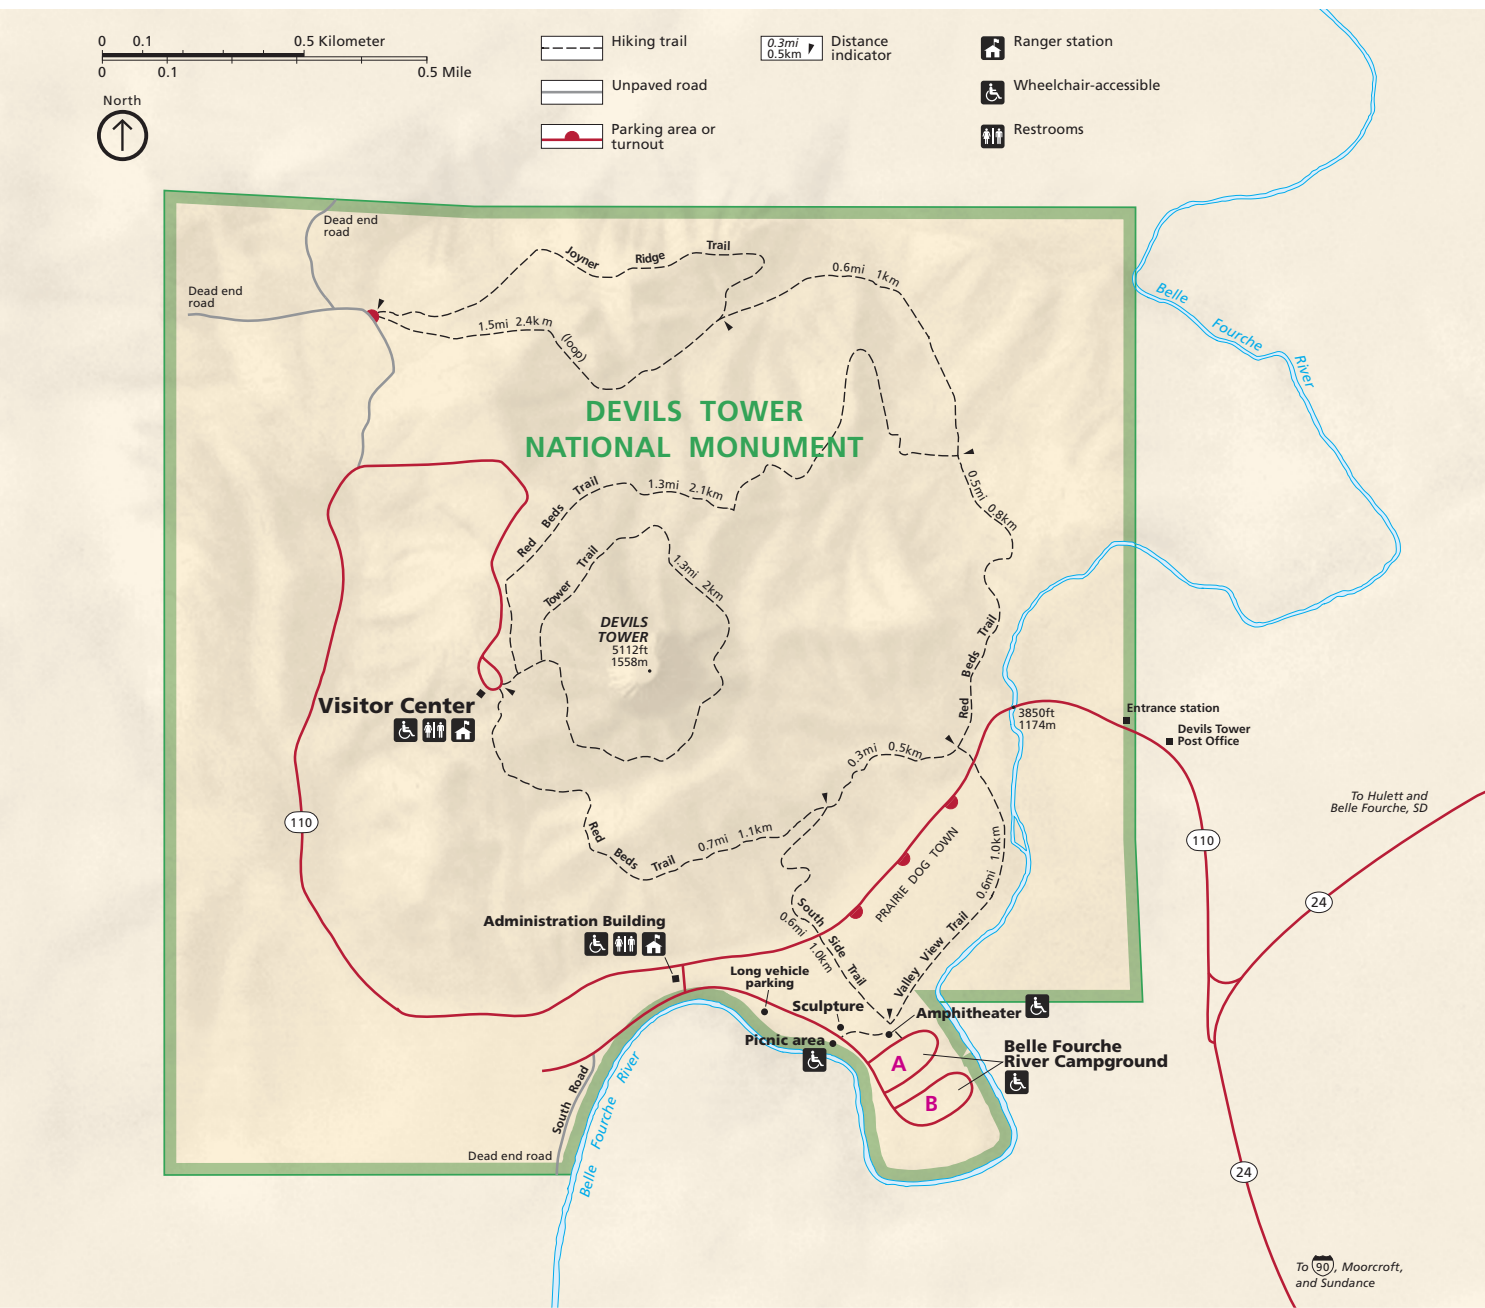 0 0.1 0.5 Kilometer
0 0.1 0.5 Mile
North
Hiking trail
Unpaved road
Parking area or
turnout
0.3mi
0.5km
Distance
indicator
Ranger station
Wheelchair-accessible
Restrooms
Dead end
road
Dead end
road
Joyner Ridge Trail
1.5mi 2.4km (loop)
0.6mi 1km
Belle Fourche River
DEVILS TOWER
NATIONAL MONUMENT
Red Beds Trail 1.3mi 2.1km
0.5mi 0.8km
Tower Trail
1.3mi 2km
DEVILS
TOWER
5112ft
1558m
Red Beds Trail
Visitor Center
3850ft
1174m
Entrance station
Devils Tower
Post Office
0.3mi 0.5km
To Hulett and
Belle Fourche, SD
110
110
24
Red Beds Trail 0.7mi 1.1km
PRAIRIE DOG TOWN
0.6mi 1.0km
Valley View Trail
South Side Trail
0.6mi 1.0km
Administration Building
Long vehicle
parking
Sculpture
Amphitheater
Picnic area
Belle Fourche
River Campground
A
B
South Road
Belle Fourche River
Dead end road
24
To 90, Moorcroft,
and Sundance